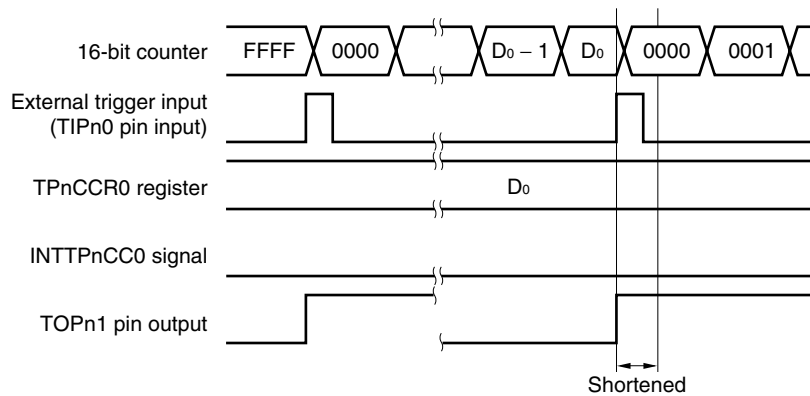 16-bit counter FFFF 0000 D0 − 1 D0 0000 0001
External trigger input
(TIPn0 pin input)
TPnCCR0 register D0
INTTPnCC0 signal
TOPn1 pin output
Shortened